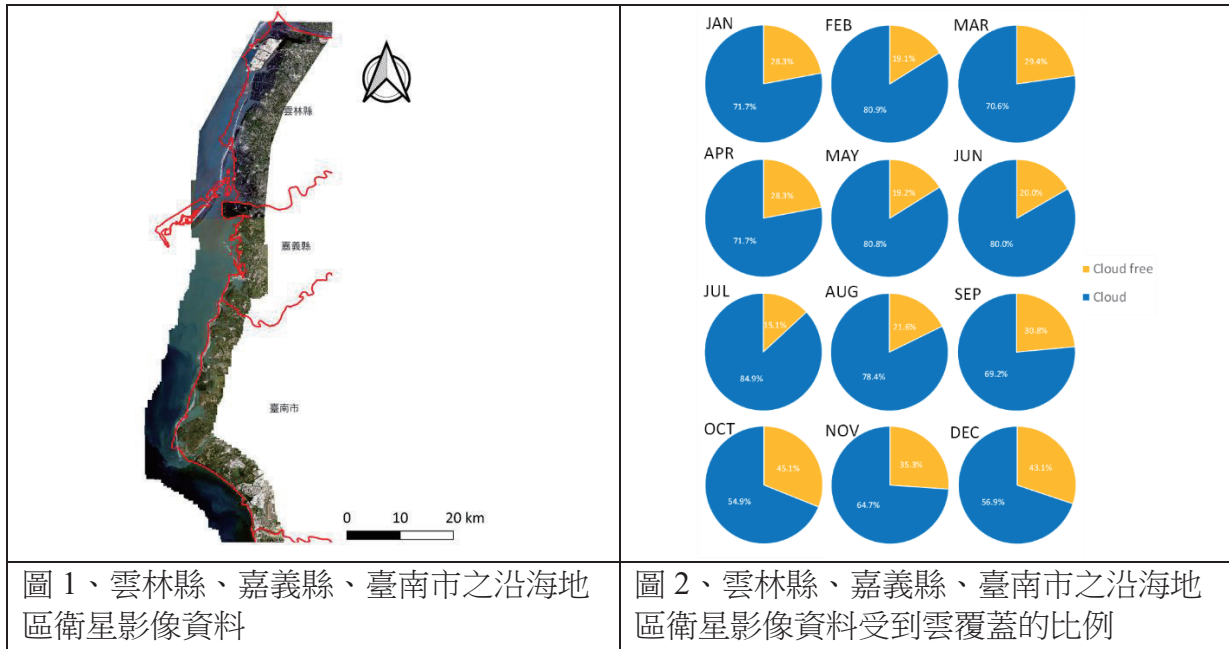 雲林縣
嘉義縣
臺南市
0 10 20 km
JAN
28.3%
71.7%
FEB
19.1%
80.9%
MAR
29.4%
70.6%
APR
28.3%
71.7%
MAY
19.2%
80.8%
JUN
20.0%
80.0%
JUL
15.1%
84.9%
AUG
21.6%
78.4%
SEP
30.8%
69.2%
OCT
45.1%
54.9%
NOV
35.3%
64.7%
DEC
43.1%
56.9%
Cloud free
Cloud
圖 1、雲林縣、嘉義縣、臺南市之沿海地
區衛星影像資料
圖 2、雲林縣、嘉義縣、臺南市之沿海地
區衛星影像資料受到雲覆蓋的比例